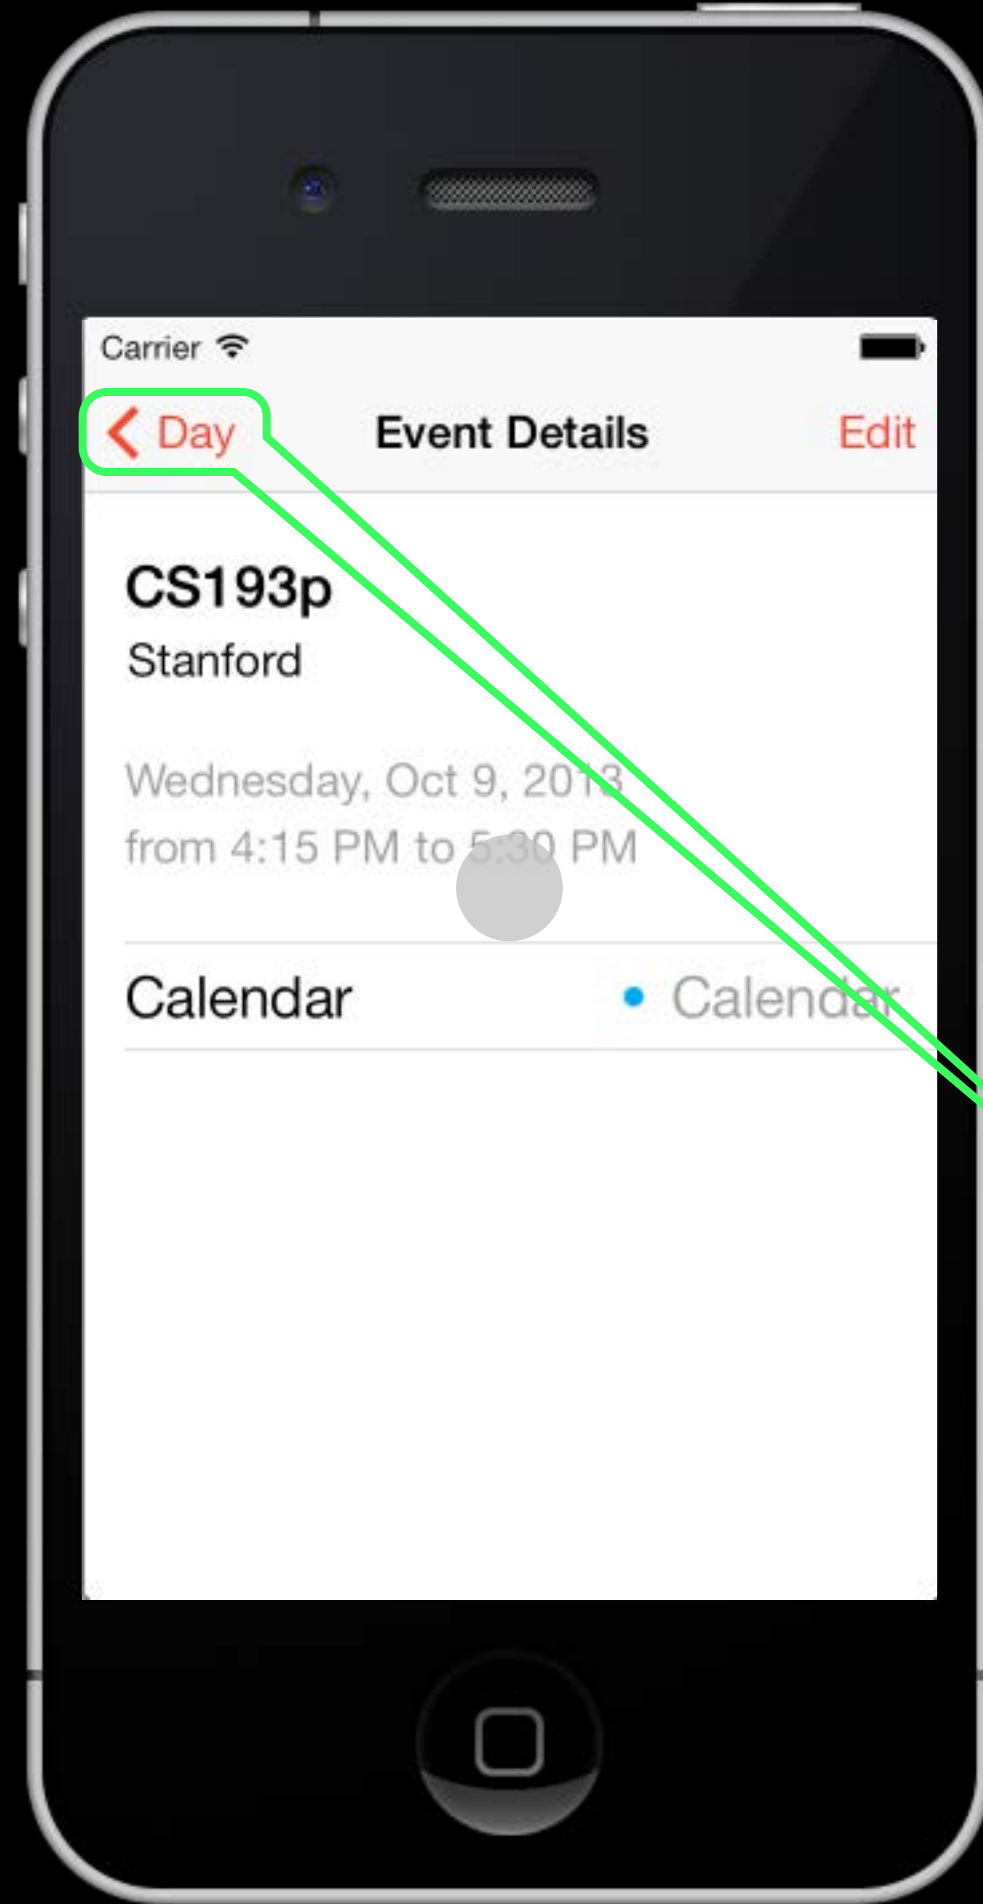 Carrier
Day
Event Details
Edit
CS193p
Stanford
Wednesday, Oct 9, 2013
from 4:15 PM to 5:30 PM
Calendar
Calendar